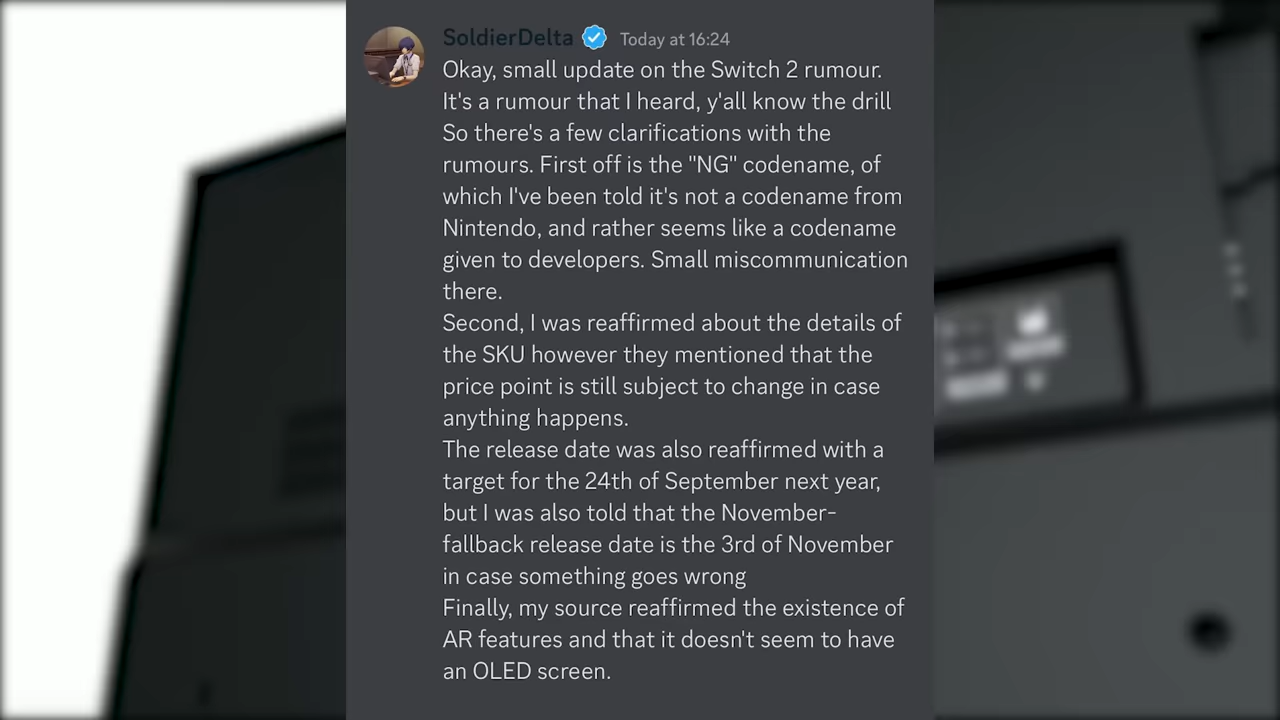 SoldierDelta Today at 16:24
Okay, small update on the Switch 2 rumour.
It's a rumour that I heard, y'all know the drill
So there's a few clarifications with the
rumours. First off is the "NG" codename, of
which I've been told it's not a codename from
Nintendo, and rather seems like a codename
given to developers. Small miscommunication
there.
Second, I was reaffirmed about the details of
the SKU however they mentioned that the
price point is still subject to change in case
anything happens.
The release date was also reaffirmed with a
target for the 24th of September next year,
but I was also told that the November-
fallback release date is the 3rd of November
in case something goes wrong
Finally, my source reaffirmed the existence of
AR features and that it doesn't seem to have
an OLED screen.